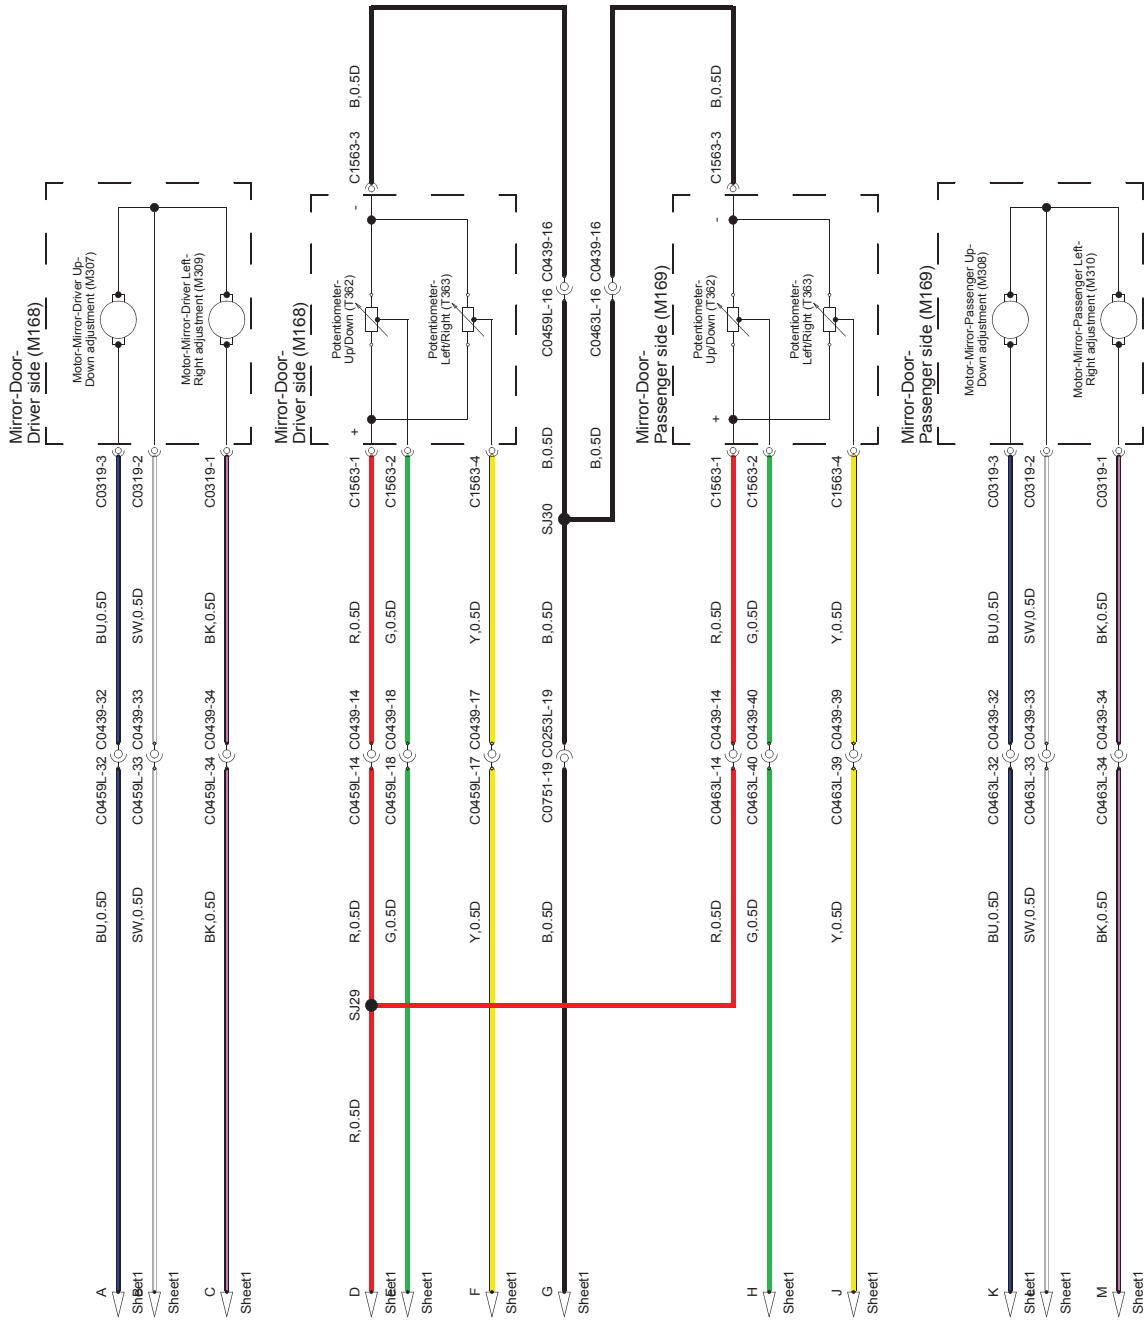 Mirror-Door-
Driver side (M168)
Motor-Mirror-Driver Up-
Down adjustment (M307)
Motor-Mirror-Driver Left-
Right adjustment (M309)
C0319-3
C0319-2
C0319-1
BU,0.5D
SW,0.5D
BK,0.5D
C0459L-32 C0439-32
C0459L-33 C0439-33
C0459L-34 C0439-34
BU,0.5D
SW,0.5D
BK,0.5D
A
Sheet1
B
Sheet1
C
Sheet1
Mirror-Door-
Driver side (M168)
C1563-3
B,0.5D
-
+
Potentiometer-
Up/Down (T362)
Potentiometer-
Left/Right (T363)
C1563-1
C1563-2
C1563-4
R,0.5D
G,0.5D
Y,0.5D
C0459L-14 C0439-14
C0459L-18 C0439-18
C0459L-17 C0439-17
R,0.5D
G,0.5D
Y,0.5D
SJ29
R,0.5D
D
Sheet1
E
Sheet1
F
Sheet1
C0459L-16 C0439-16
C0463L-16 C0439-16
B,0.5D
B,0.5D
SJ30
B,0.5D
C0751-19 C0253L-19
B,0.5D
G
Sheet1
Mirror-Door-
Passenger side (M169)
C1563-3
B,0.5D
-
+
Potentiometer-
Up/Down (T362)
Potentiometer-
Left/Right (T363)
C1563-1
C1563-2
C1563-4
R,0.5D
G,0.5D
Y,0.5D
C0463L-14 C0439-14
C0463L-40 C0439-40
C0463L-39 C0439-39
R,0.5D
G,0.5D
Y,0.5D
H
Sheet1
J
Sheet1
Mirror-Door-
Passenger side (M169)
Motor-Mirror-Passenger Up-
Down adjustment (M308)
Motor-Mirror-Passenger Left-
Right adjustment (M310)
C0319-3
C0319-2
C0319-1
BU,0.5D
SW,0.5D
BK,0.5D
C0463L-32 C0439-32
C0463L-33 C0439-33
C0463L-34 C0439-34
BU,0.5D
SW,0.5D
BK,0.5D
K
Sheet1
L
Sheet1
M
Sheet1